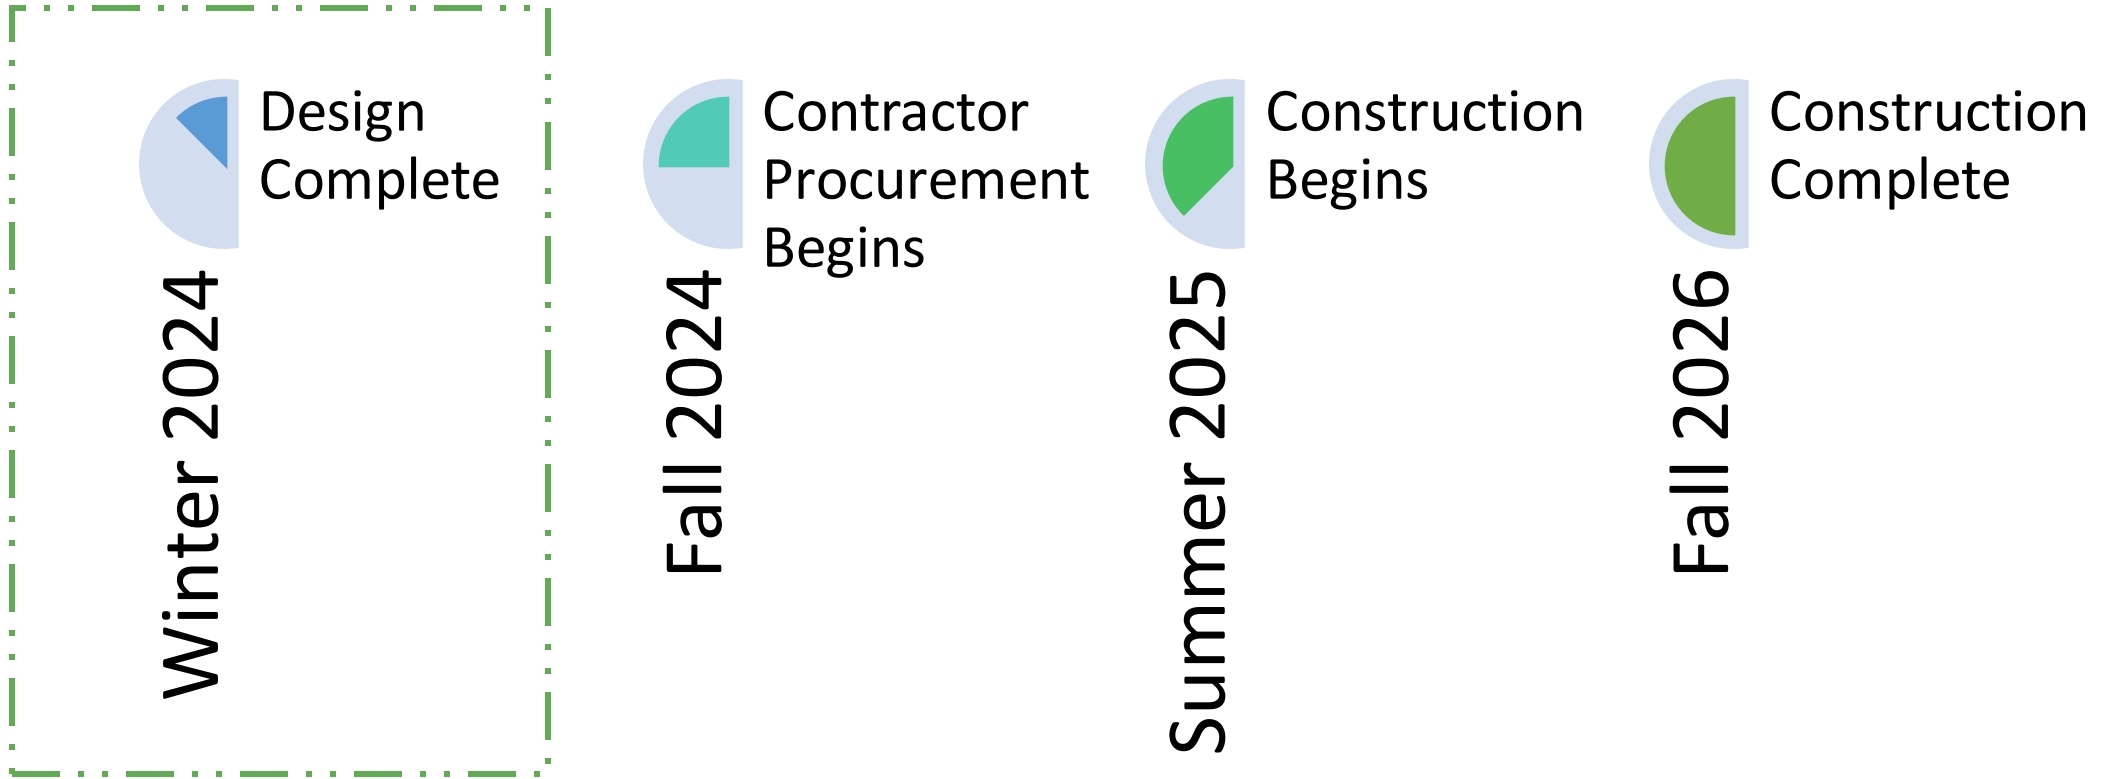 Design
Complete
Winter 2024
Contractor
Procurement
Begins
Fall 2024
Construction
Begins
Summer 2025
Construction
Complete
Fall 2026